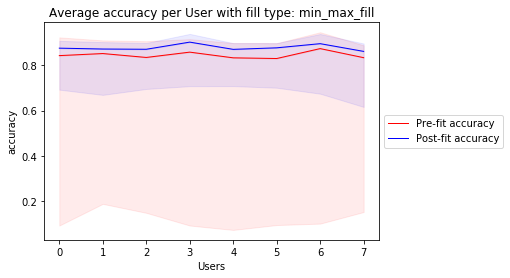 Average accuracy per User with fill type: min_max_fill
0.8
0.6
0.4
0.2
accuracy
0 1 2 3 4 5 6 7
Users
Pre-fit accuracy
Post-fit accuracy